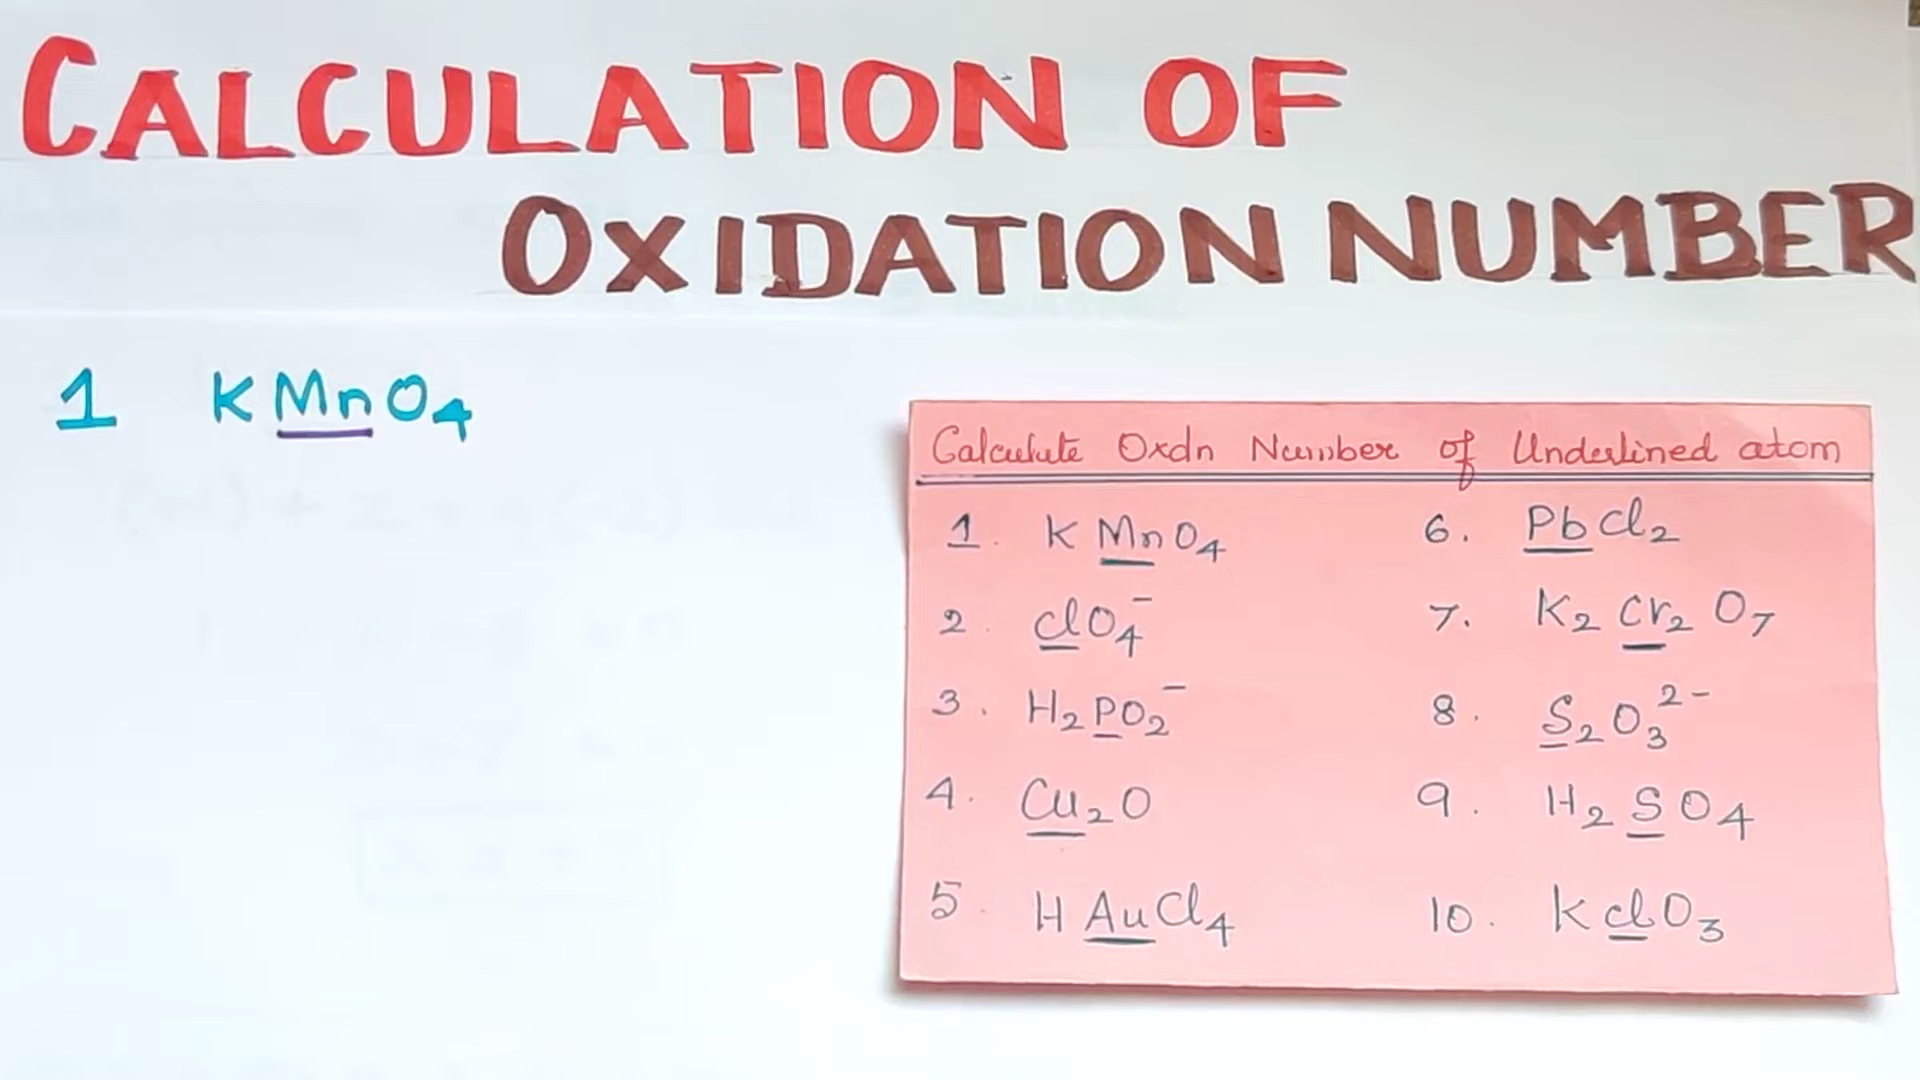 CALCULATION OF
OXIDATION NUMBER
1 KMnO₄
Calculate Oxdn Number of Underlined atom
1. KMnO₄
2. ClO₄⁻
3. H₂PO₂⁻
4. Cu₂O
5. HAuCl₄
6. PbCl₂
7. K₂Cr₂O₇
8. S₂O₃²⁻
9. H₂SO₄
10. KClO₃